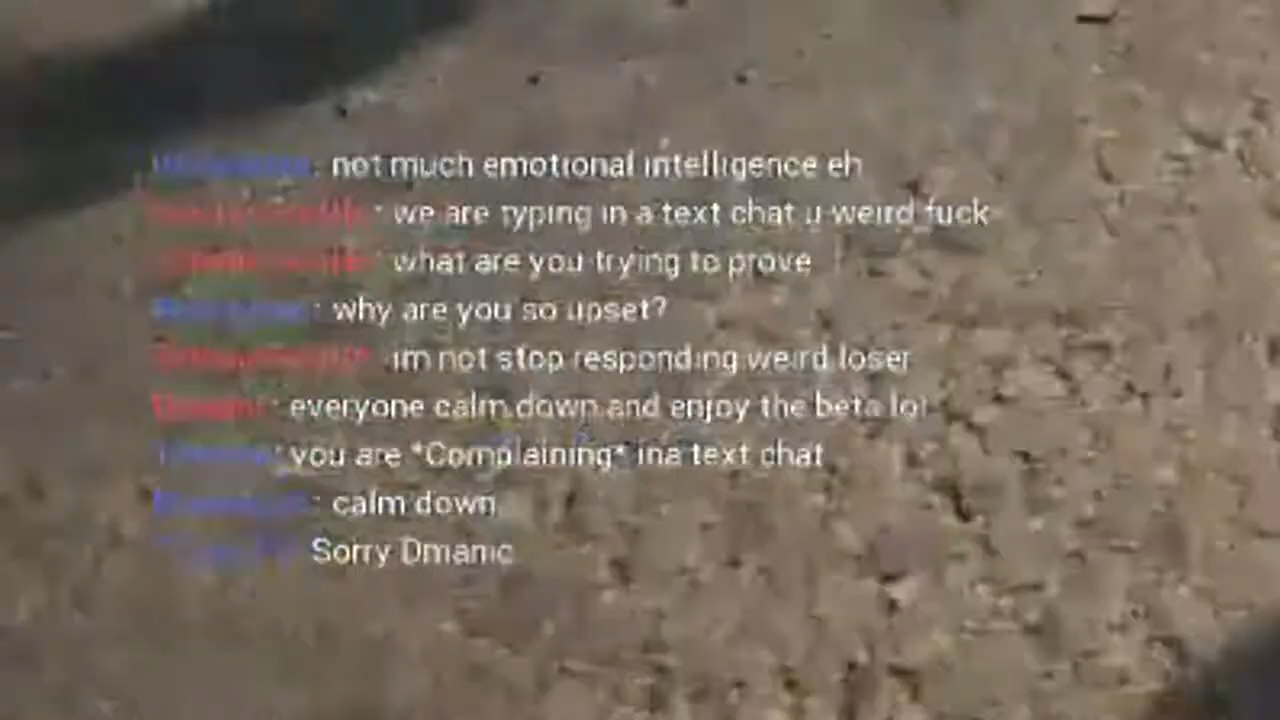 : not much emotional intelligence eh
: we are typing in a text chat u weird fuck
: what are you trying to prove
: why are you so upset?
: im not stop responding weird loser
: everyone calm down and enjoy the beta lol
: you are *Complaining* ina text chat
: calm down
Sorry Dmanic